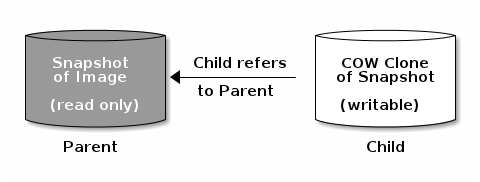 Snapshot
of Image
(read only)
Child refers
to Parent
COW Clone
of Snapshot
(writable)
Parent
Child